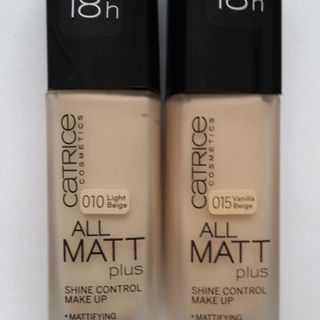 18h
CATRICE
COSMETICS
010 Light
Beige
ALL
MATT
plus
SHINE CONTROL
MAKE UP
+ MATTIFYING
18h
CATRICE
COSMETICS
015 Vanilla
Beige
ALL
MATT
plus
SHINE CONTROL
MAKE UP
+ MATTIFYING